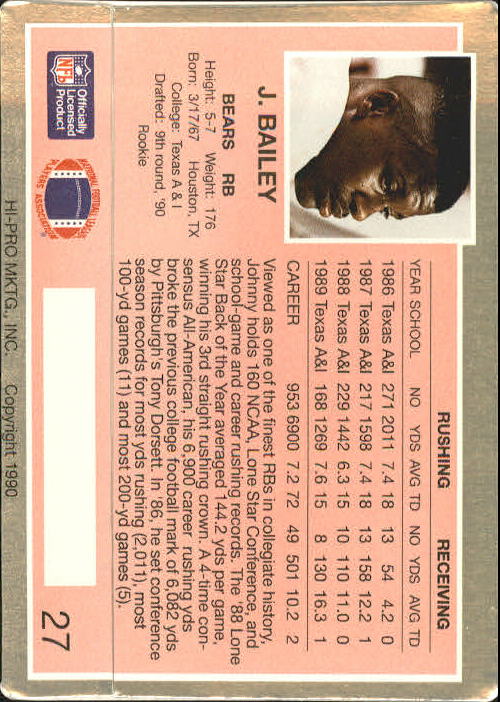 J. BAILEY
BEARS RB
Height: 5-7 Weight: 176
Born: 3/17/67 Houston, TX
College: Texas A & I
Drafted: 9th round, '90
Rookie
NFL
Officially
Licensed
Product
NATIONAL FOOTBALL LEAGUE
PLAYERS ASSOCIATION
RUSHING RECEIVING
YEAR SCHOOL NO YDS AVG TD NO YDS AVG TD
1986 Texas A&I 271 2011 7.4 18 13 54 4.2 0
1987 Texas A&I 217 1598 7.4 18 13 158 12.2 1
1988 Texas A&I 229 1442 6.3 15 10 110 11.0 0
1989 Texas A&I 168 1269 7.6 15 8 130 16.3 1
CAREER 953 6900 7.2 72 49 501 10.2 2
Viewed as one of the finest RBs in collegiate history,
Johnny holds 160 NCAA, Lone Star Conference, and
school-game and career rushing records. The '88 Lone
Star Back of the Year averaged 144.2 yds per game,
winning his 3rd straight rushing crown. A 4-time con-
sensus All-American, his 6,900 career rushing yds
broke the previous college football mark of 6,082 yds
by Pittsburgh's Tony Dorsett. In '86, he set conference
season records for most yds rushing (2,011), most
100-yd games (11) and most 200-yd games (5).
27
HI-PRO MKTG., INC. Copyright 1990